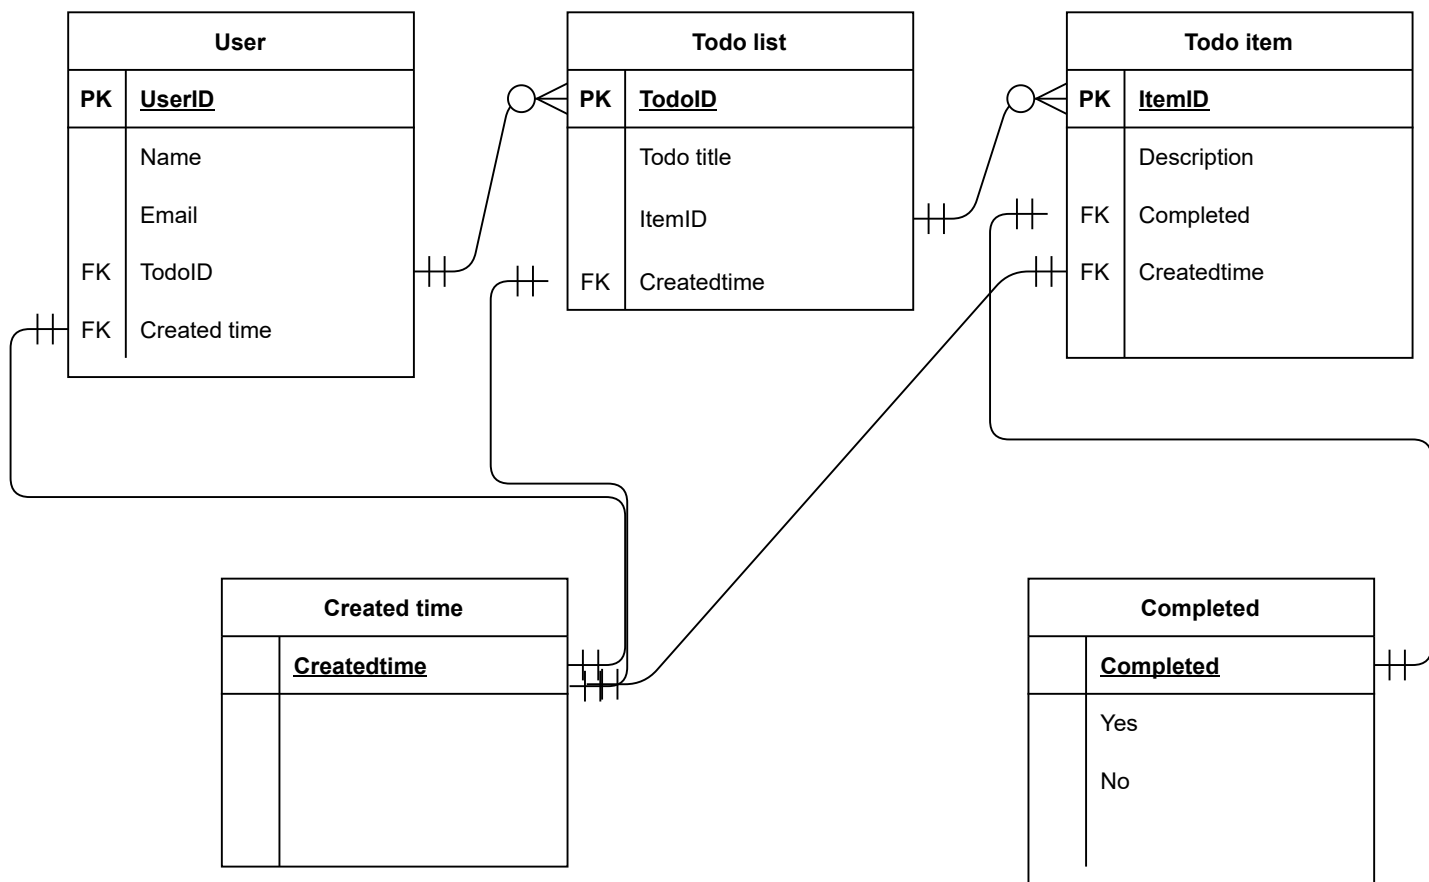 User
PK UserID
Name
Email
FK TodoID
FK Created time
Todo list
PK TodoID
Todo title
ItemID
FK Createdtime
Todo item
PK ItemID
Description
FK Completed
FK Createdtime
Created time
Createdtime
Completed
Completed
Yes
No